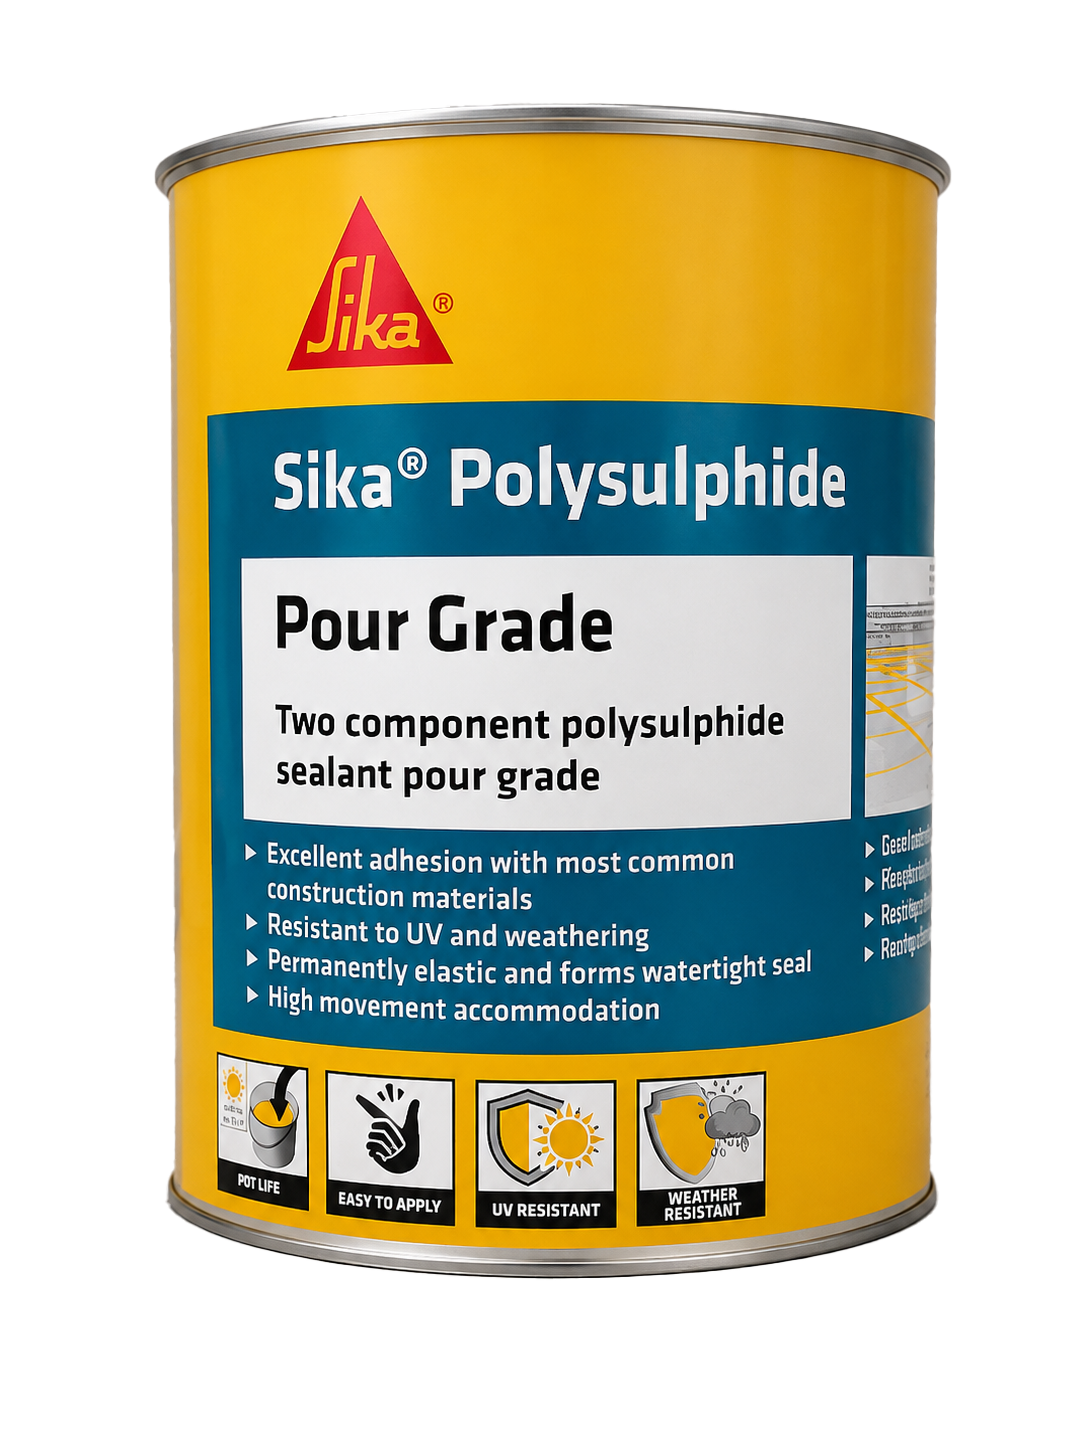 Sika®
Sika® Polysulphide
Pour Grade
Two component polysulphide
sealant pour grade
Excellent adhesion with most common
construction materials
Resistant to UV and weathering
Permanently elastic and forms watertight seal
High movement accommodation
POT LIFE
EASY TO APPLY
UV RESISTANT
WEATHER
RESISTANT